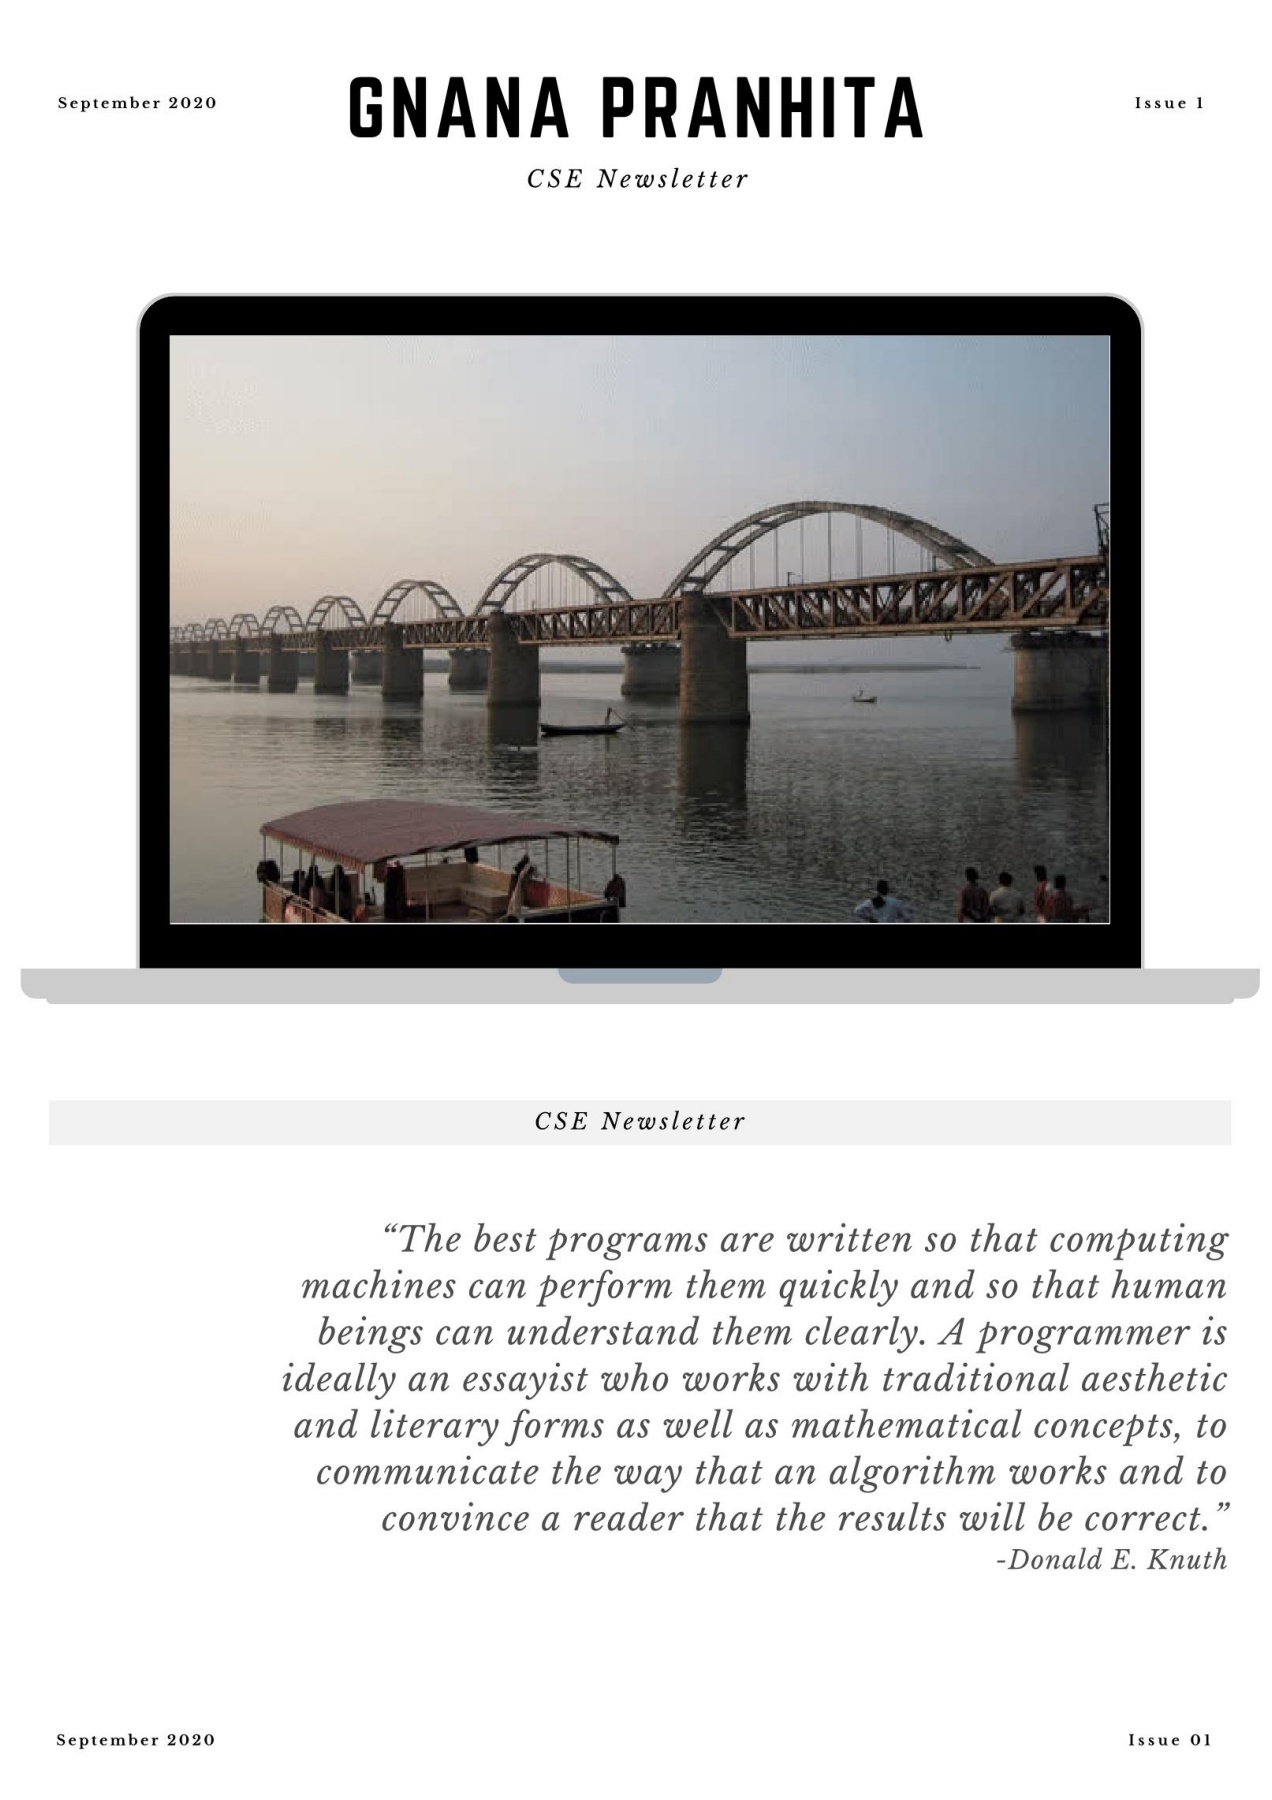 September 2020
GNANA PRANHITA
Issue 1
CSE Newsletter
CSE Newsletter
“The best programs are written so that computing
machines can perform them quickly and so that human
beings can understand them clearly. A programmer is
ideally an essayist who works with traditional aesthetic
and literary forms as well as mathematical concepts, to
communicate the way that an algorithm works and to
convince a reader that the results will be correct.”
-Donald E. Knuth
September 2020
Issue 01